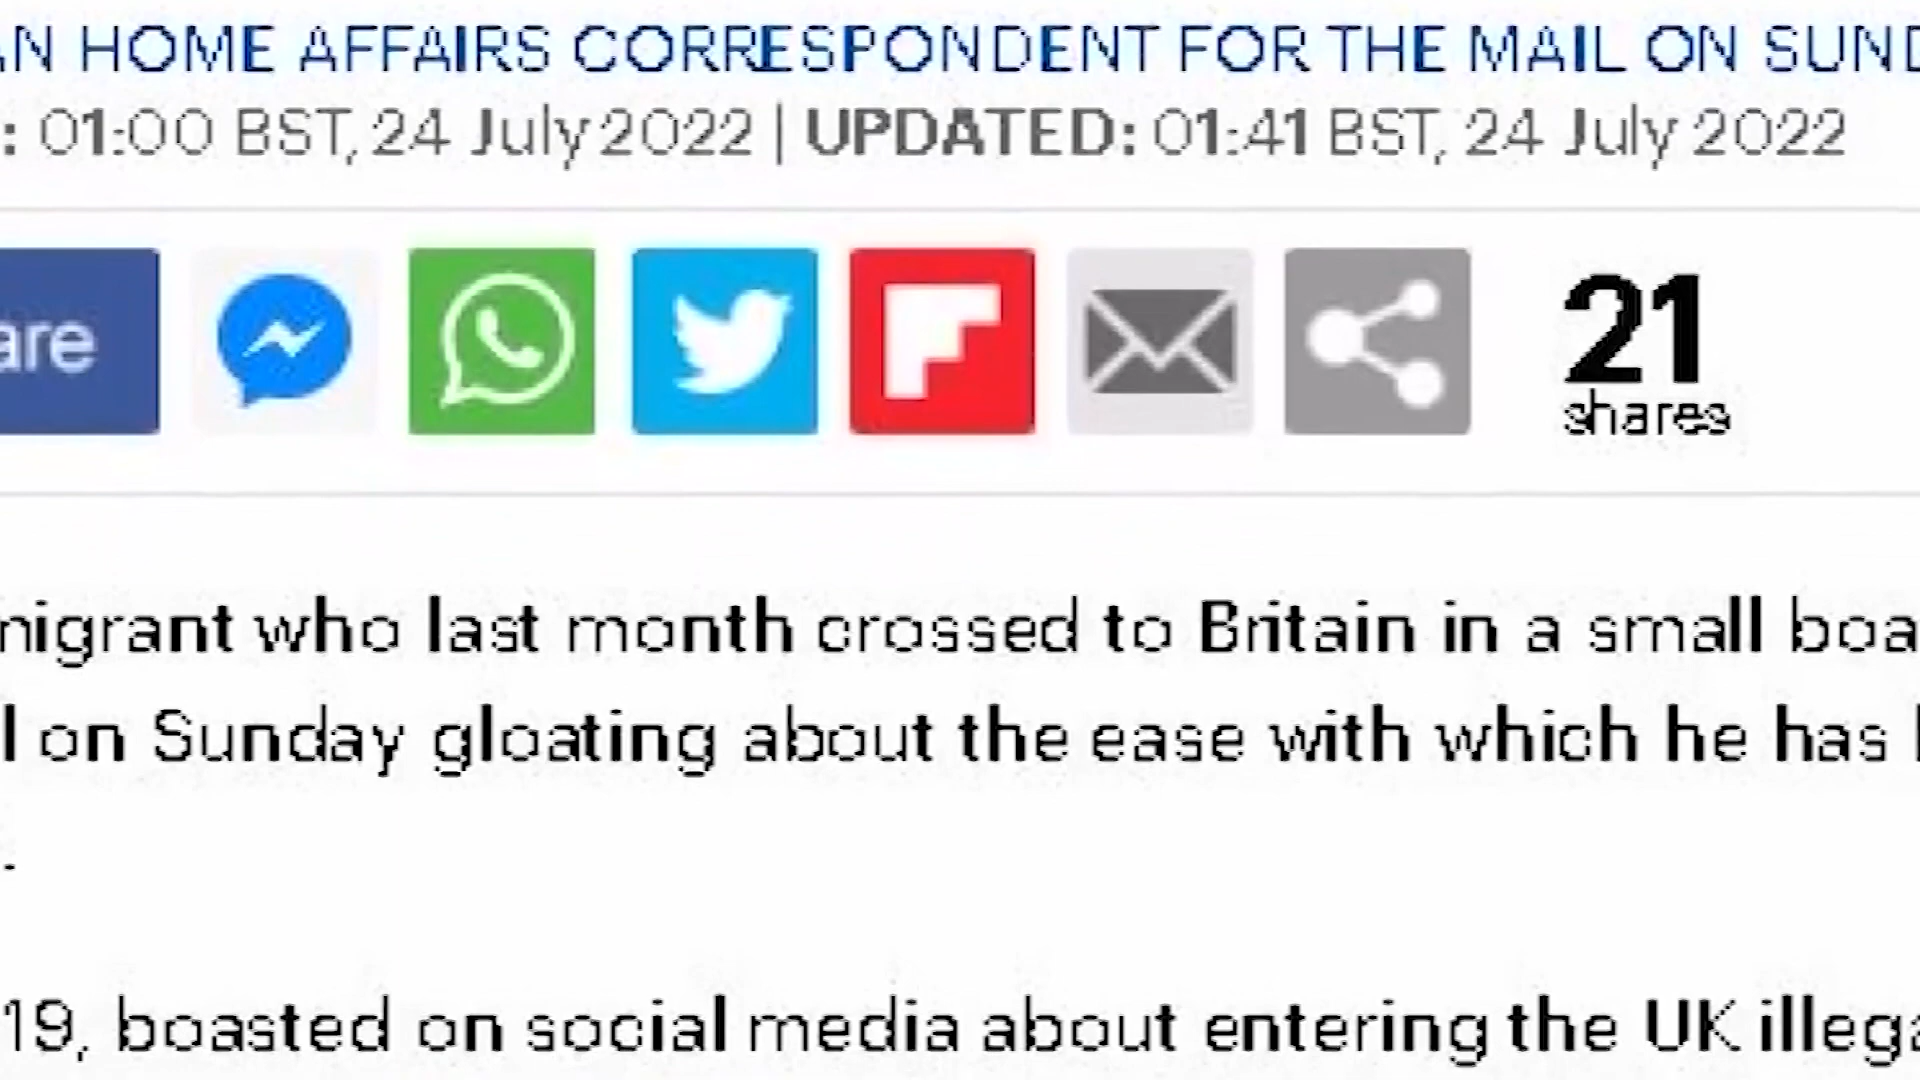 AN HOME AFFAIRS CORRESPONDENT FOR THE MAIL ON SUND
: 01:00 BST, 24 July 2022 | UPDATED: 01:41 BST, 24 July 2022
are
21
shares
migrant who last month crossed to Britain in a small boa
l on Sunday gloating about the ease with which he has
.
19, boasted on social media about entering the UK illega